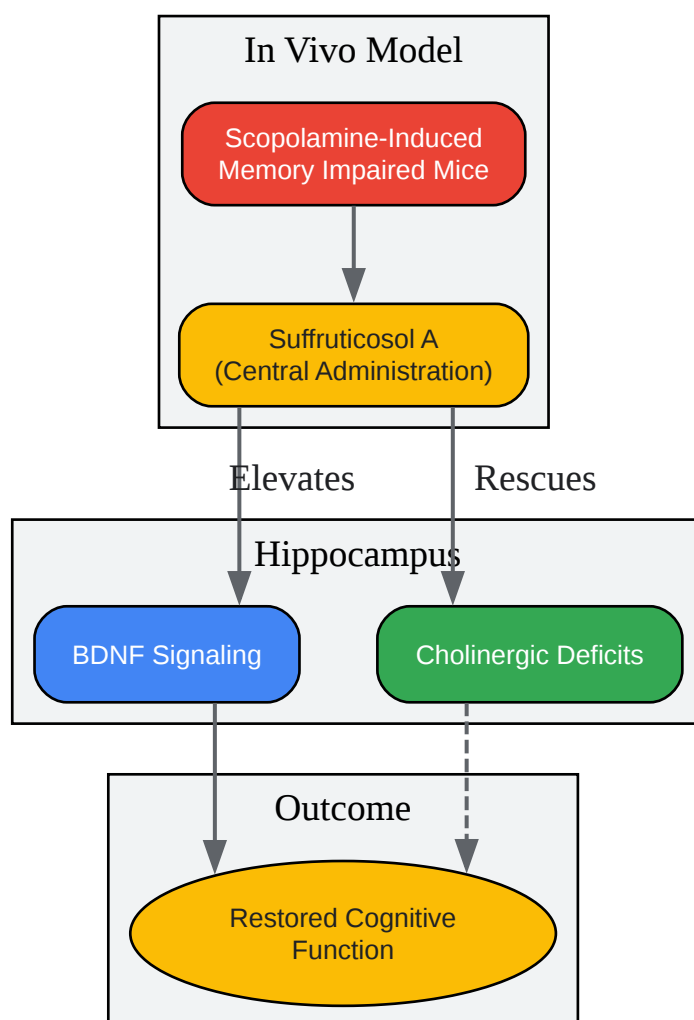 In Vivo Model
Scopolamine-Induced
Memory Impaired Mice
Suffruticosol A
(Central Administration)
Elevates
Rescues
Hippocampus
BDNF Signaling
Cholinergic Deficits
Outcome
Restored Cognitive
Function